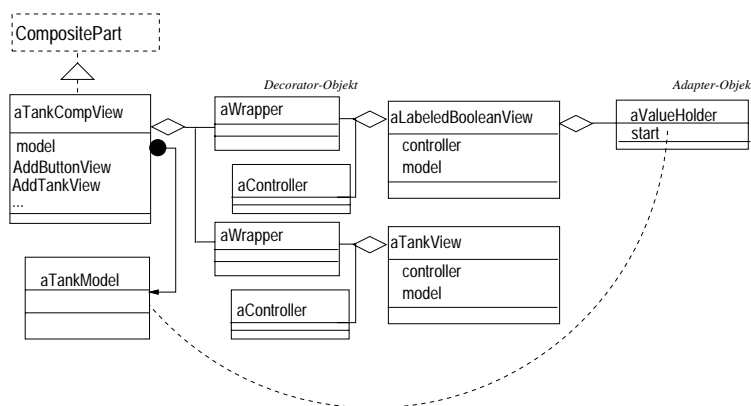 CompositePart
Decorator-Objekt
Adapter-Objek
aTankCompView
model
AddButtonView
AddTankView
...
aWrapper
aController
aLabeledBooleanView
controller
model
aValueHolder
start
aTankModel
aWrapper
aController
aTankView
controller
model